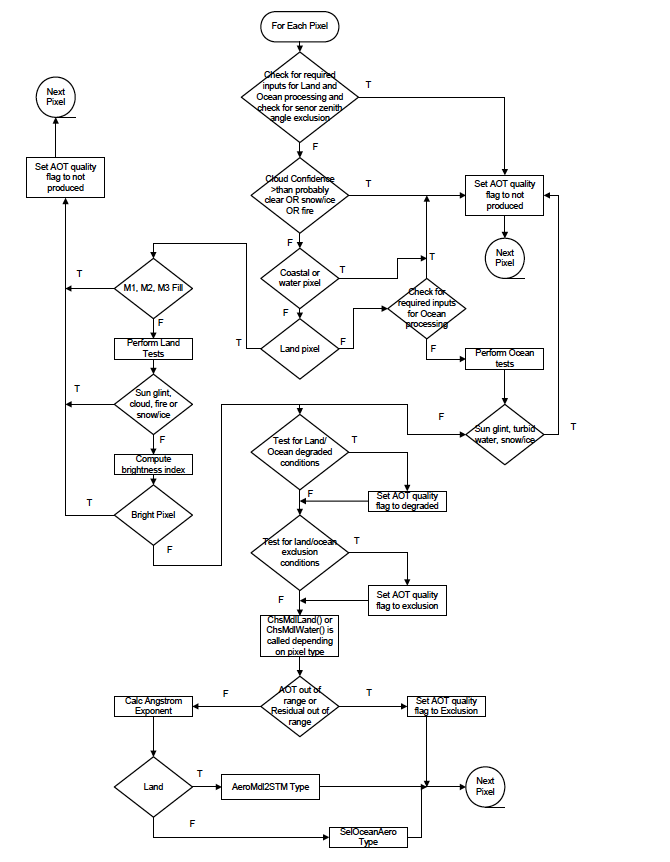 For Each Pixel
Check for required
inputs for Land and
Ocean processing and
check for senor zenith
angle exclusion
T
F
Next
Pixel
Set AOT quality
flag to not
produced
Cloud Confidence
>than probably
clear OR snow/ice
OR fire
T
F
Set AOT quality
flag to not
produced
Next
Pixel
Coastal or
water pixel
T
F
T
Check for
required inputs
for Ocean
processing
F
M1, M2, M3 Fill
T
F
Land pixel
T
F
Perform Land
Tests
Perform Ocean
tests
Sun glint,
cloud, fire or
snow/ice
T
F
Sun glint, turbid
water, snow/ice
F
T
Compute
brightness index
Test for Land/
Ocean degraded
conditions
T
F
Set AOT quality
flag to degraded
Bright Pixel
T
F
Test for land/ocean
exclusion
conditions
T
F
Set AOT quality
flag to exclusion
ChsMdlLand() or
ChsMdlWater() is
called depending
on pixel type
AOT out of
range or
Residual out of
range
F
T
Calc Angstrom
Exponent
Set AOT quality
flag to Exclusion
Land
T
F
AeroMdl2STM Type
Next
Pixel
SelOceanAero
Type